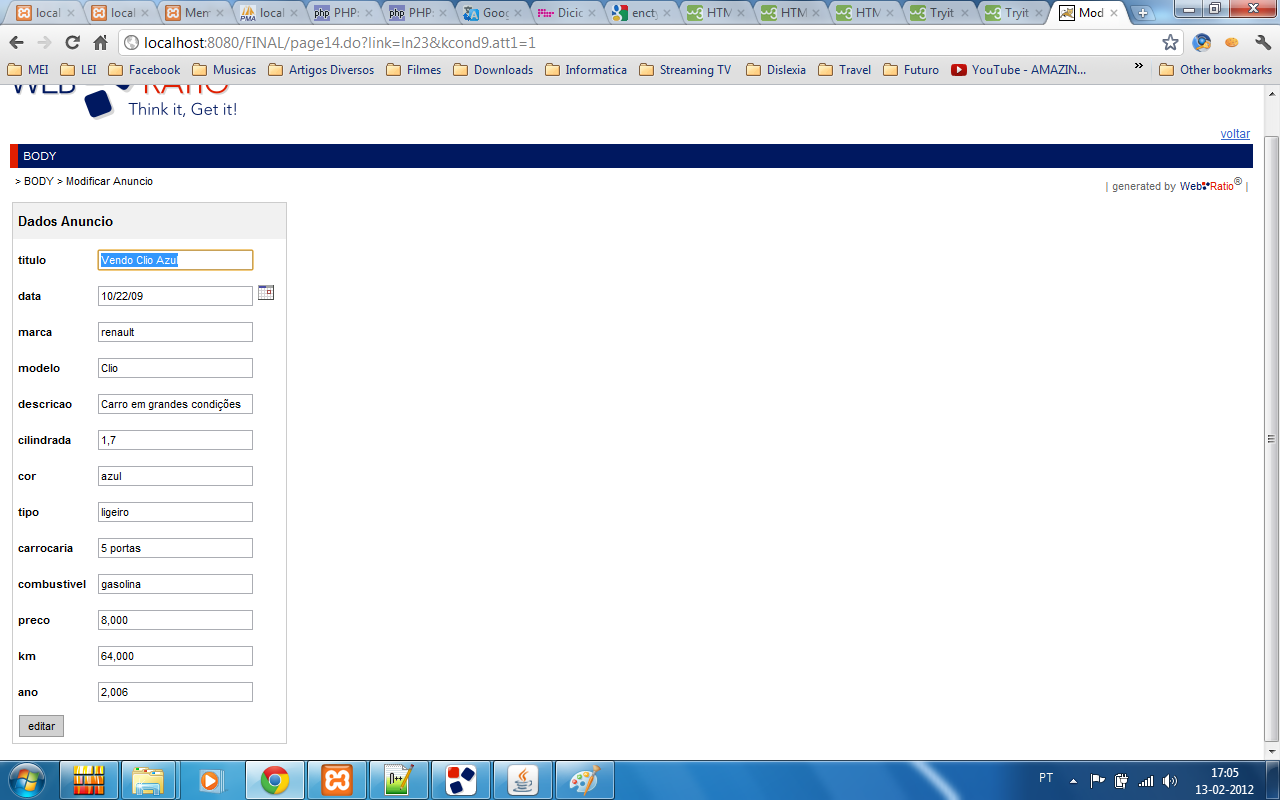 local
local
Mem
local
PHP:
PHP:
Goog
Dicio
encty
HTM
HTM
HTM
Tryit
Tryit
Mod
localhost:8080/FINAL/page14.do?link=ln23&kcond9.att1=1
MEI
LEI
Facebook
Musicas
Artigos Diversos
Filmes
Downloads
Informatica
Streaming TV
Dislexia
Travel
Futuro
YouTube - AMAZIN...
»
Other bookmarks
WEB RATIO
Think it, Get it!
voltar
BODY
> BODY > Modificar Anuncio
| generated by WebRatio® |
Dados Anuncio
titulo Vendo Clio Azul
data 10/22/09
marca renault
modelo Clio
descricao Carro em grandes condições
cilindrada 1,7
cor azul
tipo ligeiro
carrocaria 5 portas
combustivel gasolina
preco 8,000
km 64,000
ano 2,006
editar
PT
17:05
13-02-2012